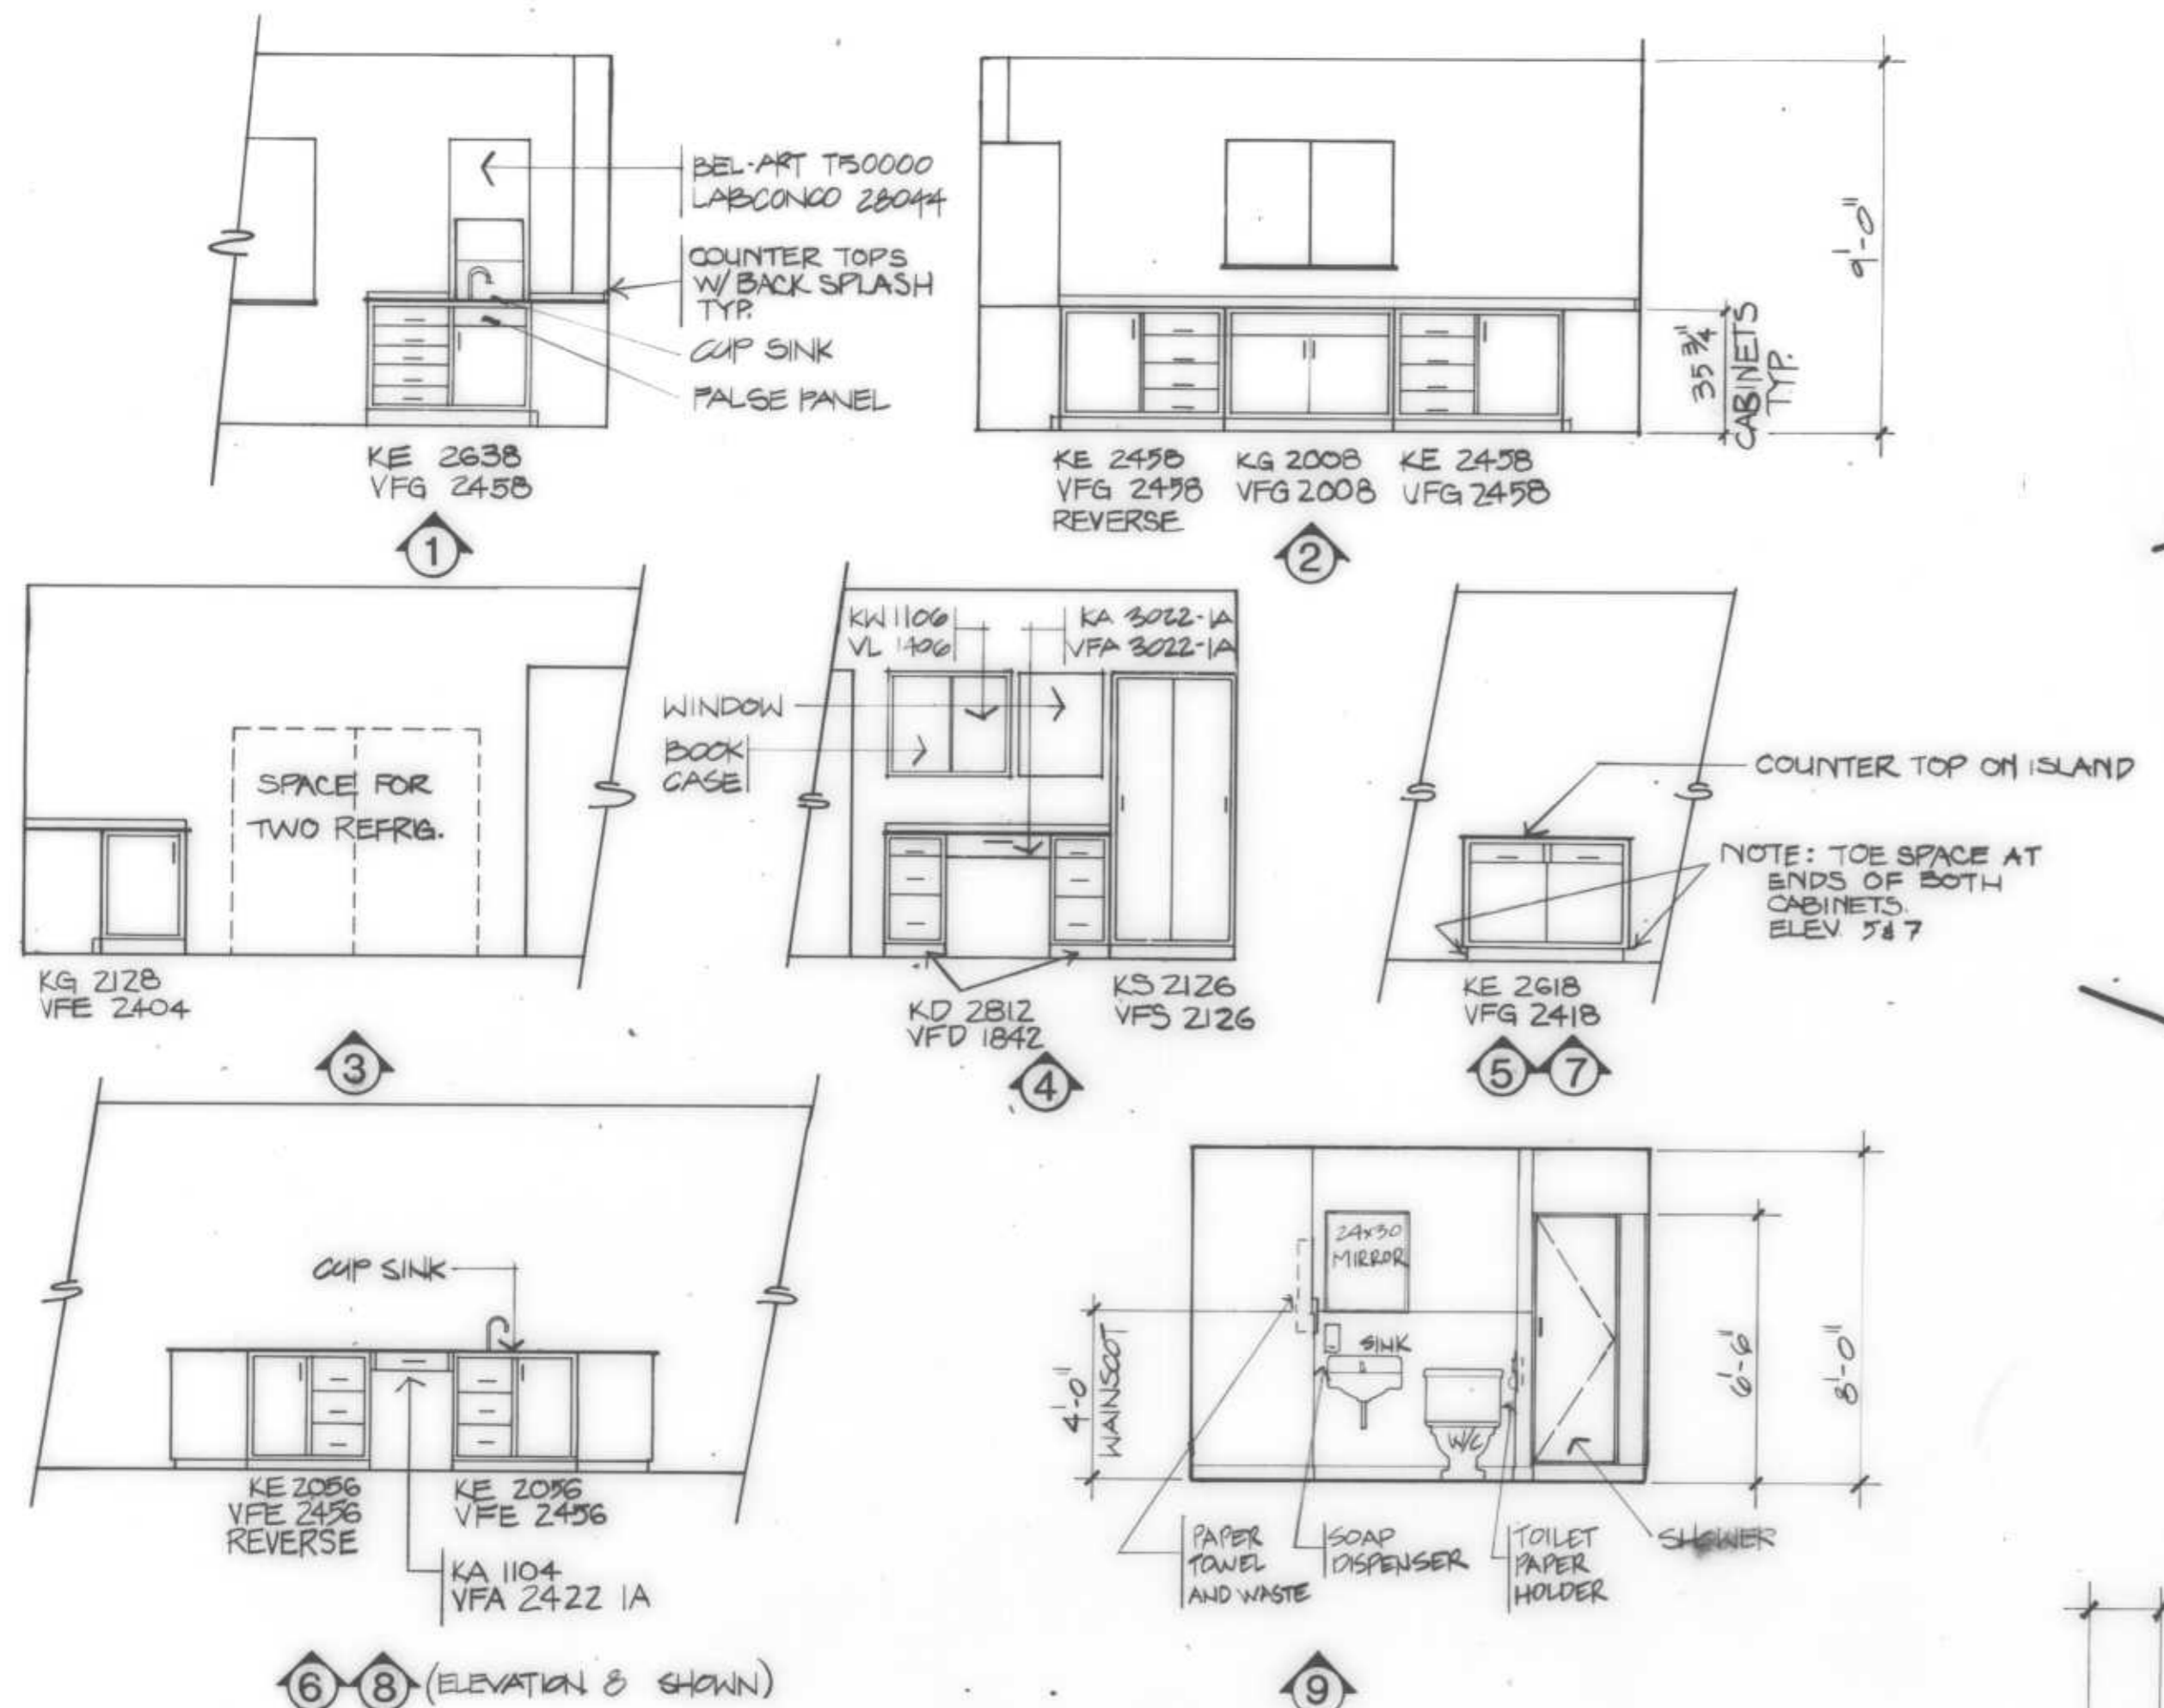 BEL-ART T50000
LABCONCO 28044
COUNTER TOPS
W/ BACK SPLASH
TYP.
CUP SINK
FALSE PANEL
KE 2638
VFG 2458
1
9'-0"
35 3/4"
CABINETS
TYP.
KE 2458
VFG 2458
REVERSE
KG 2008
VFG 2008
KE 2458
VFG 2458
2
SPACE FOR
TWO REFRIG.
KG 2128
VFE 2404
3
KW 1106
VL 1406
KA 3022-1A
VFA 3022-1A
WINDOW
BOOK
CASE
KD 2812
VFD 1842
KS 2126
VFS 2126
4
COUNTER TOP ON ISLAND
NOTE: TOE SPACE AT
ENDS OF BOTH
CABINETS.
ELEV. 5&7
KE 2618
VFG 2418
5 7
CUP SINK
KE 2056
VFE 2456
REVERSE
KE 2056
VFE 2456
KA 1104
VFA 2422 1A
6 8 (ELEVATION 8 SHOWN)
24x30
MIRROR
SINK
W/C
4'-0"
WAINSCOT
6'-6"
8'-0"
PAPER
TOWEL
AND WASTE
SOAP
DISPENSER
TOILET
PAPER
HOLDER
SHOWER
9